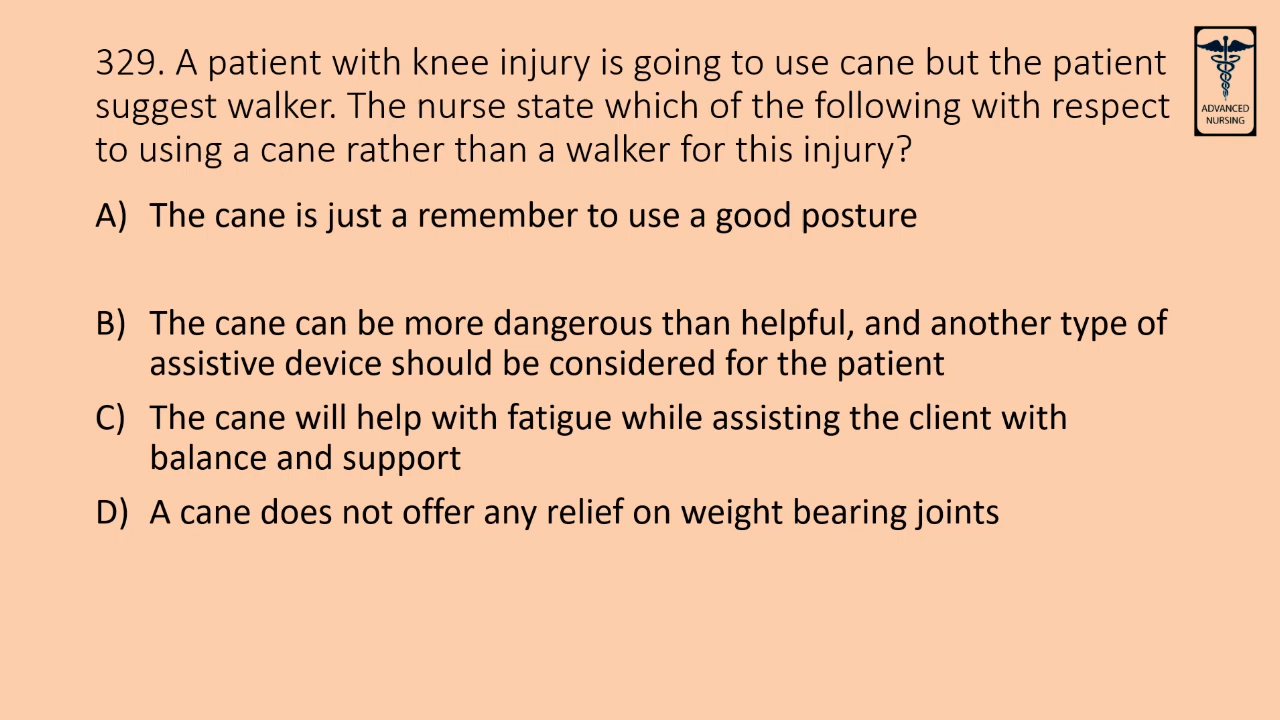 329. A patient with knee injury is going to use cane but the patient
suggest walker. The nurse state which of the following with respect
to using a cane rather than a walker for this injury?
ADVANCED
NURSING
A) The cane is just a remember to use a good posture
B) The cane can be more dangerous than helpful, and another type of
assistive device should be considered for the patient
C) The cane will help with fatigue while assisting the client with
balance and support
D) A cane does not offer any relief on weight bearing joints